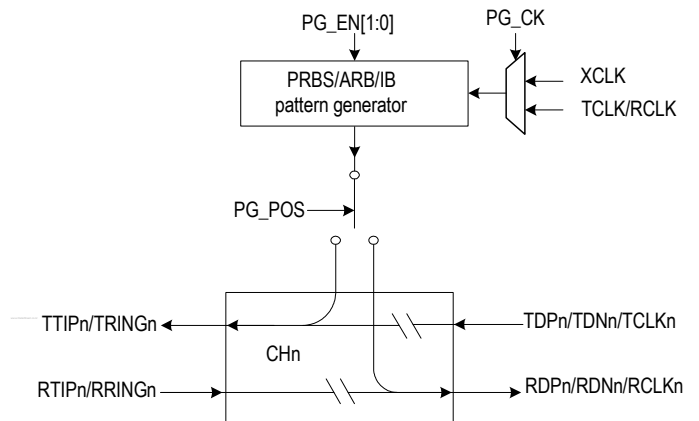 PG_EN[1:0]
PG_CK
PRBS/ARB/IB
pattern generator
XCLK
TCLK/RCLK
PG_POS
TTIPn/TRINGn
TDPn/TDNn/TCLKn
CHn
RTIPn/RRINGn
RDPn/RDNn/RCLKn